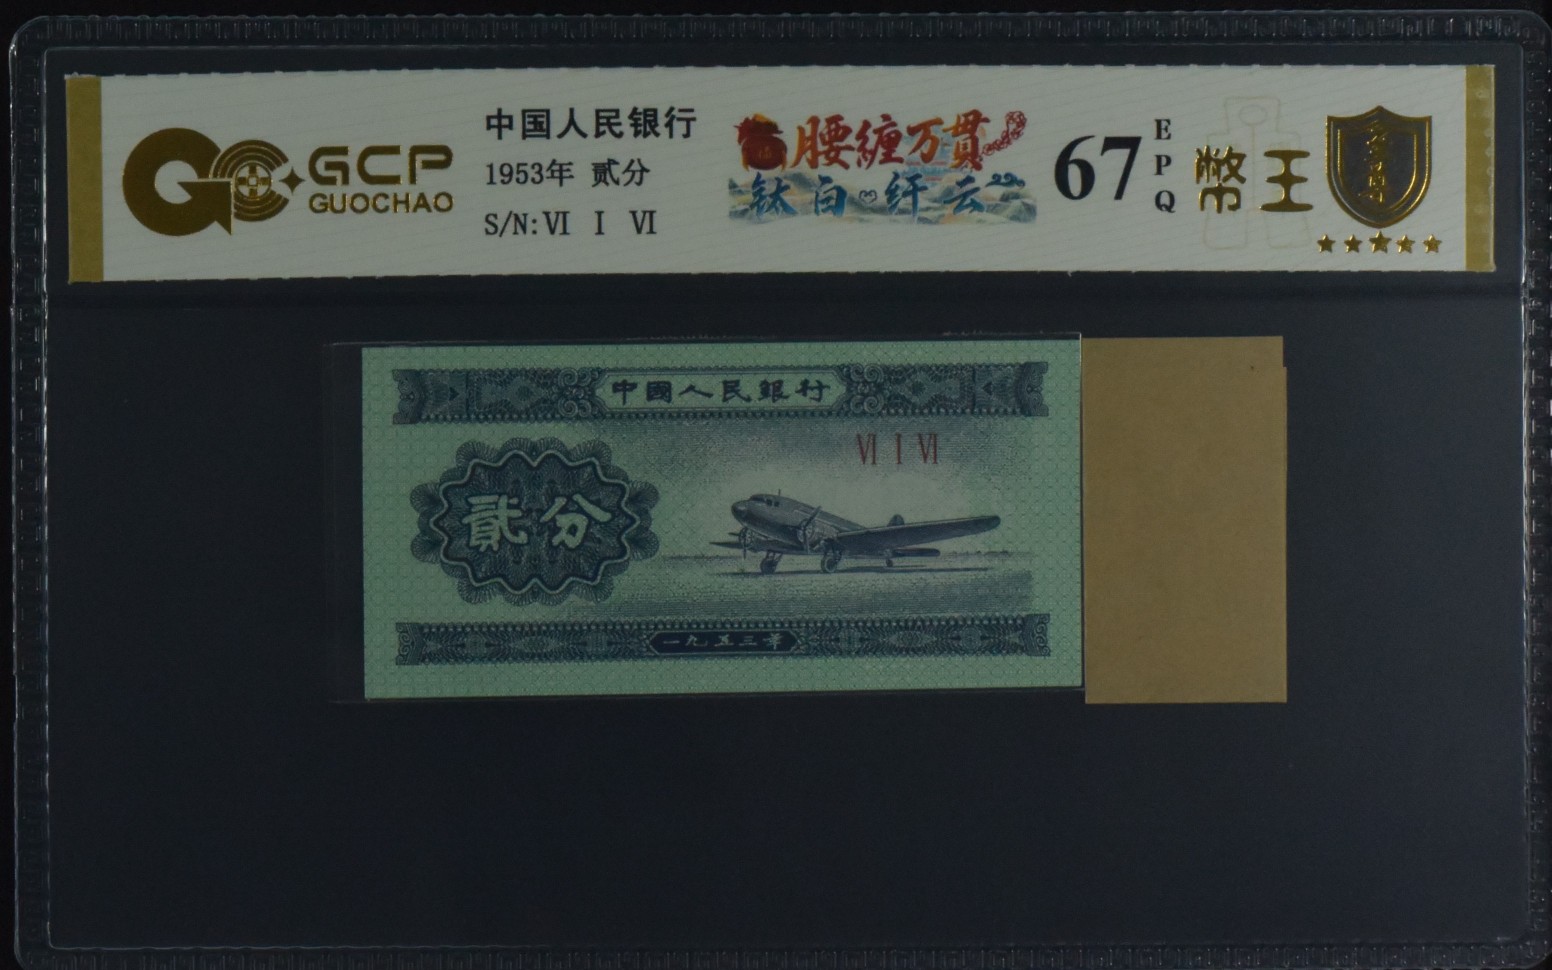 GCP
GUOCHAO
中国人民银行
1953年 贰分
S/N:Ⅵ Ⅰ Ⅵ
腰缠万贯
钛白 纤云
67
EPQ
幣王
中國人民銀行
Ⅵ Ⅰ Ⅵ
貳分
一九五三年